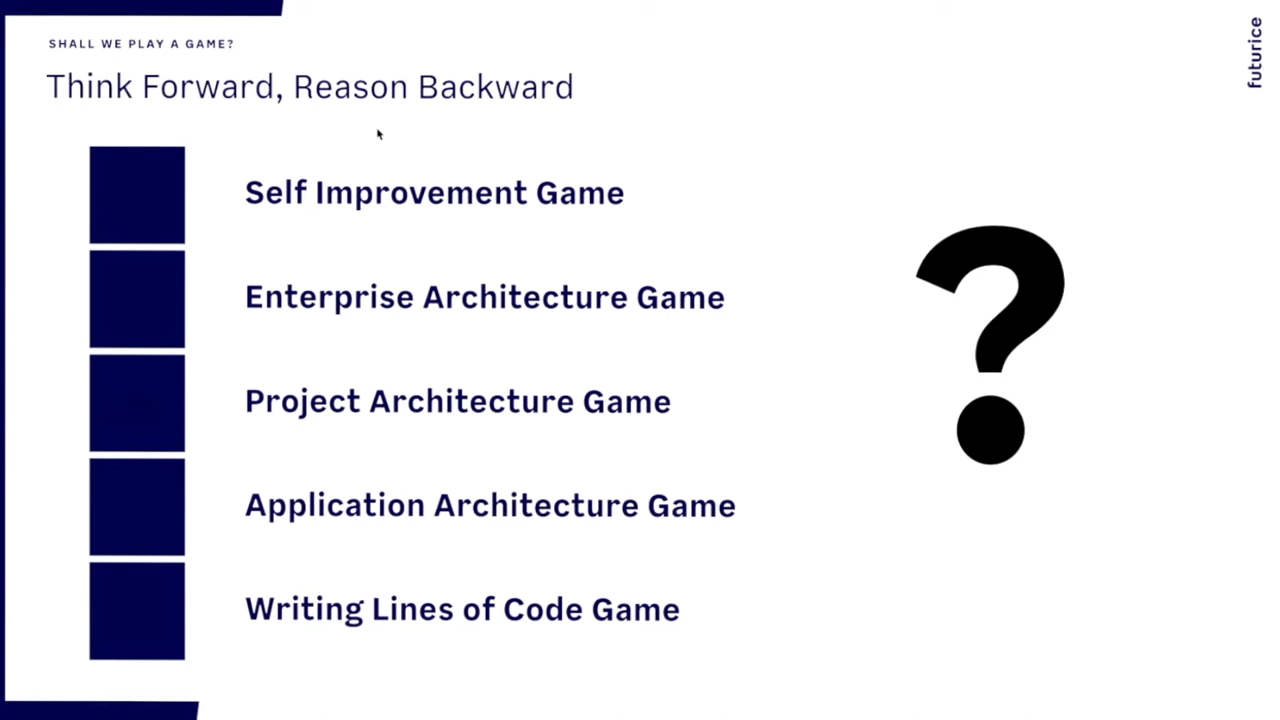 SHALL WE PLAY A GAME?
Think Forward, Reason Backward
futurice
Self Improvement Game
Enterprise Architecture Game
Project Architecture Game
Application Architecture Game
Writing Lines of Code Game
?